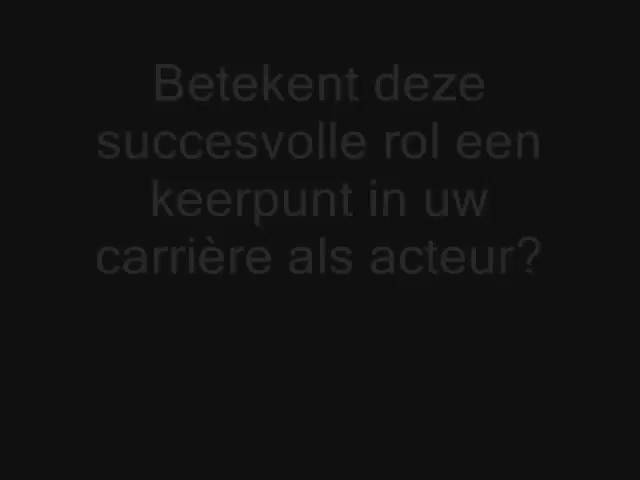 Betekent deze
succesvolle rol een
keerpunt in uw
carrière als acteur?